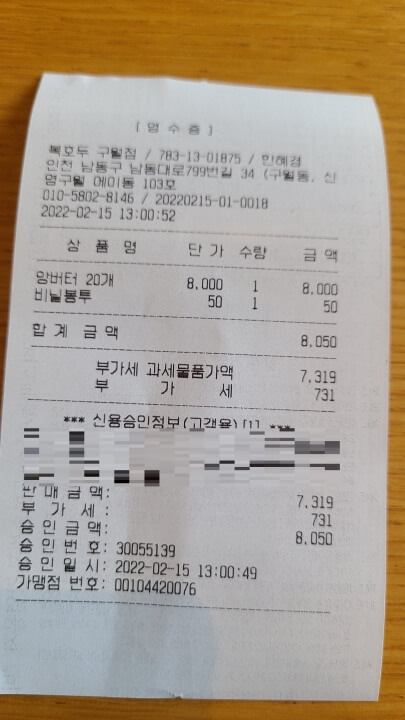 [ 영 수 증 ]
복호두 구월점 / 783-13-01875 / 민혜경
인천 남동구 남동대로799번길 34 (구월동, 신
영구월 에이동 103호
010-5802-8146 / 20220215-01-0018
2022-02-15 13:00:52
상 품 명 단 가 수량 금 액
앙버터 20개 8,000 1 8,000
비닐봉투 50 1 50
합 계 금 액 8,050
부가세 과세물품가액 7,319
부 가 세 731
*** 신용승인정보(고객용)[1] ***
판 매 금 액: 7,319
부 가 세 : 731
승 인 금 액: 8,050
승 인 번 호: 30055139
승 인 일 시: 2022-02-15 13:00:49
가맹점 번호: 00104420076